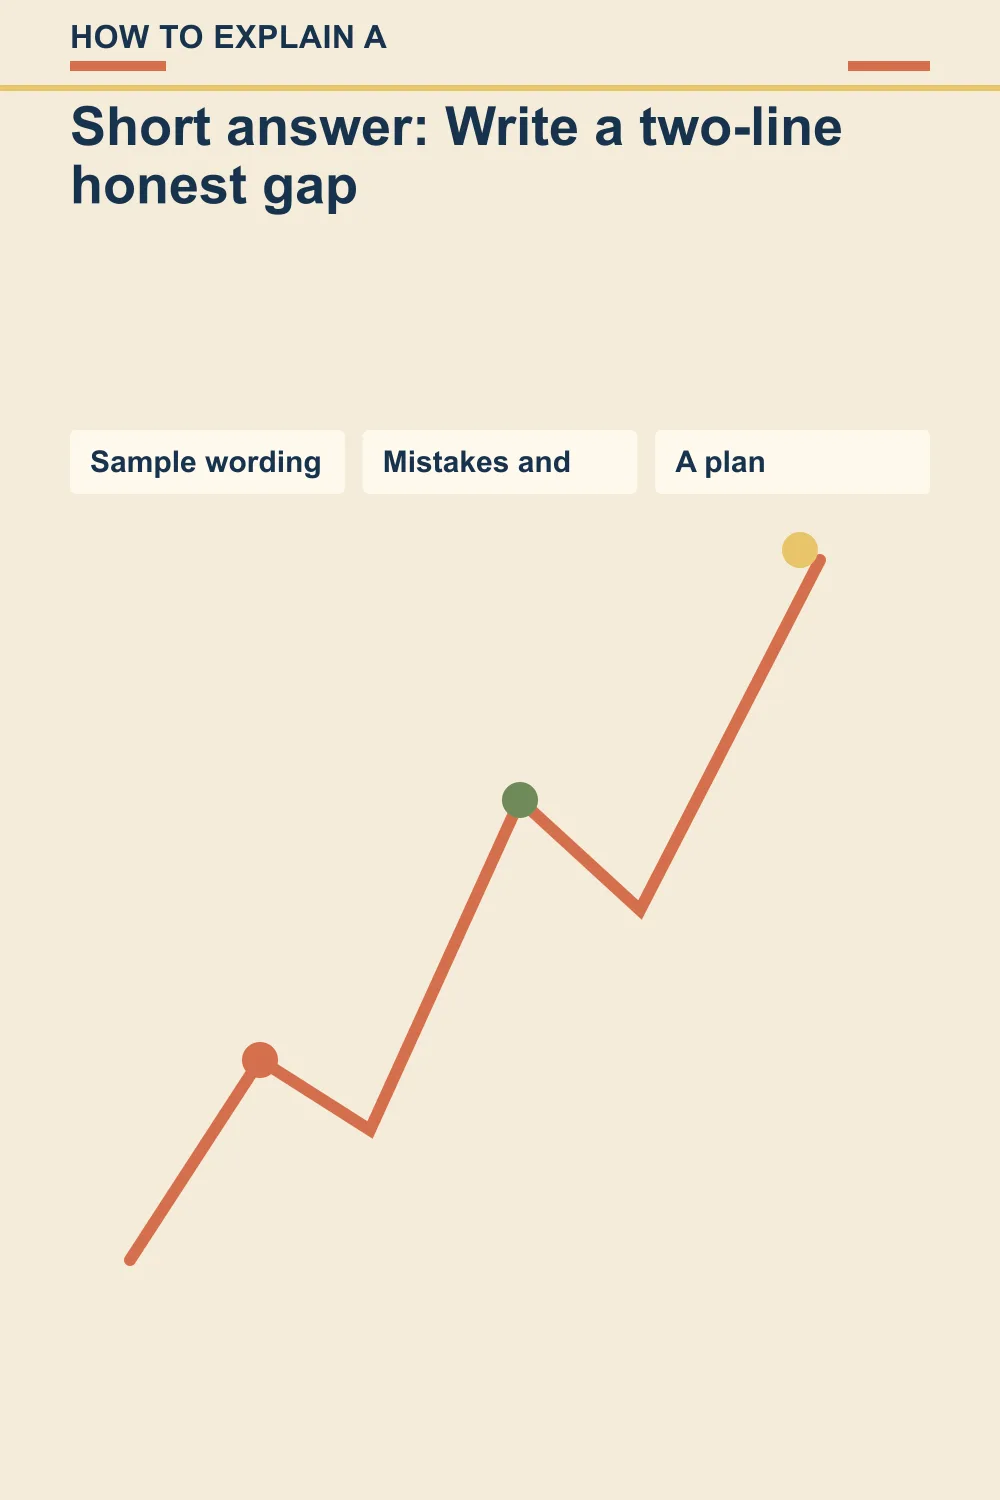 HOW TO EXPLAIN A
Short answer: Write a two-line
honest gap
Sample wording
Mistakes and
A plan